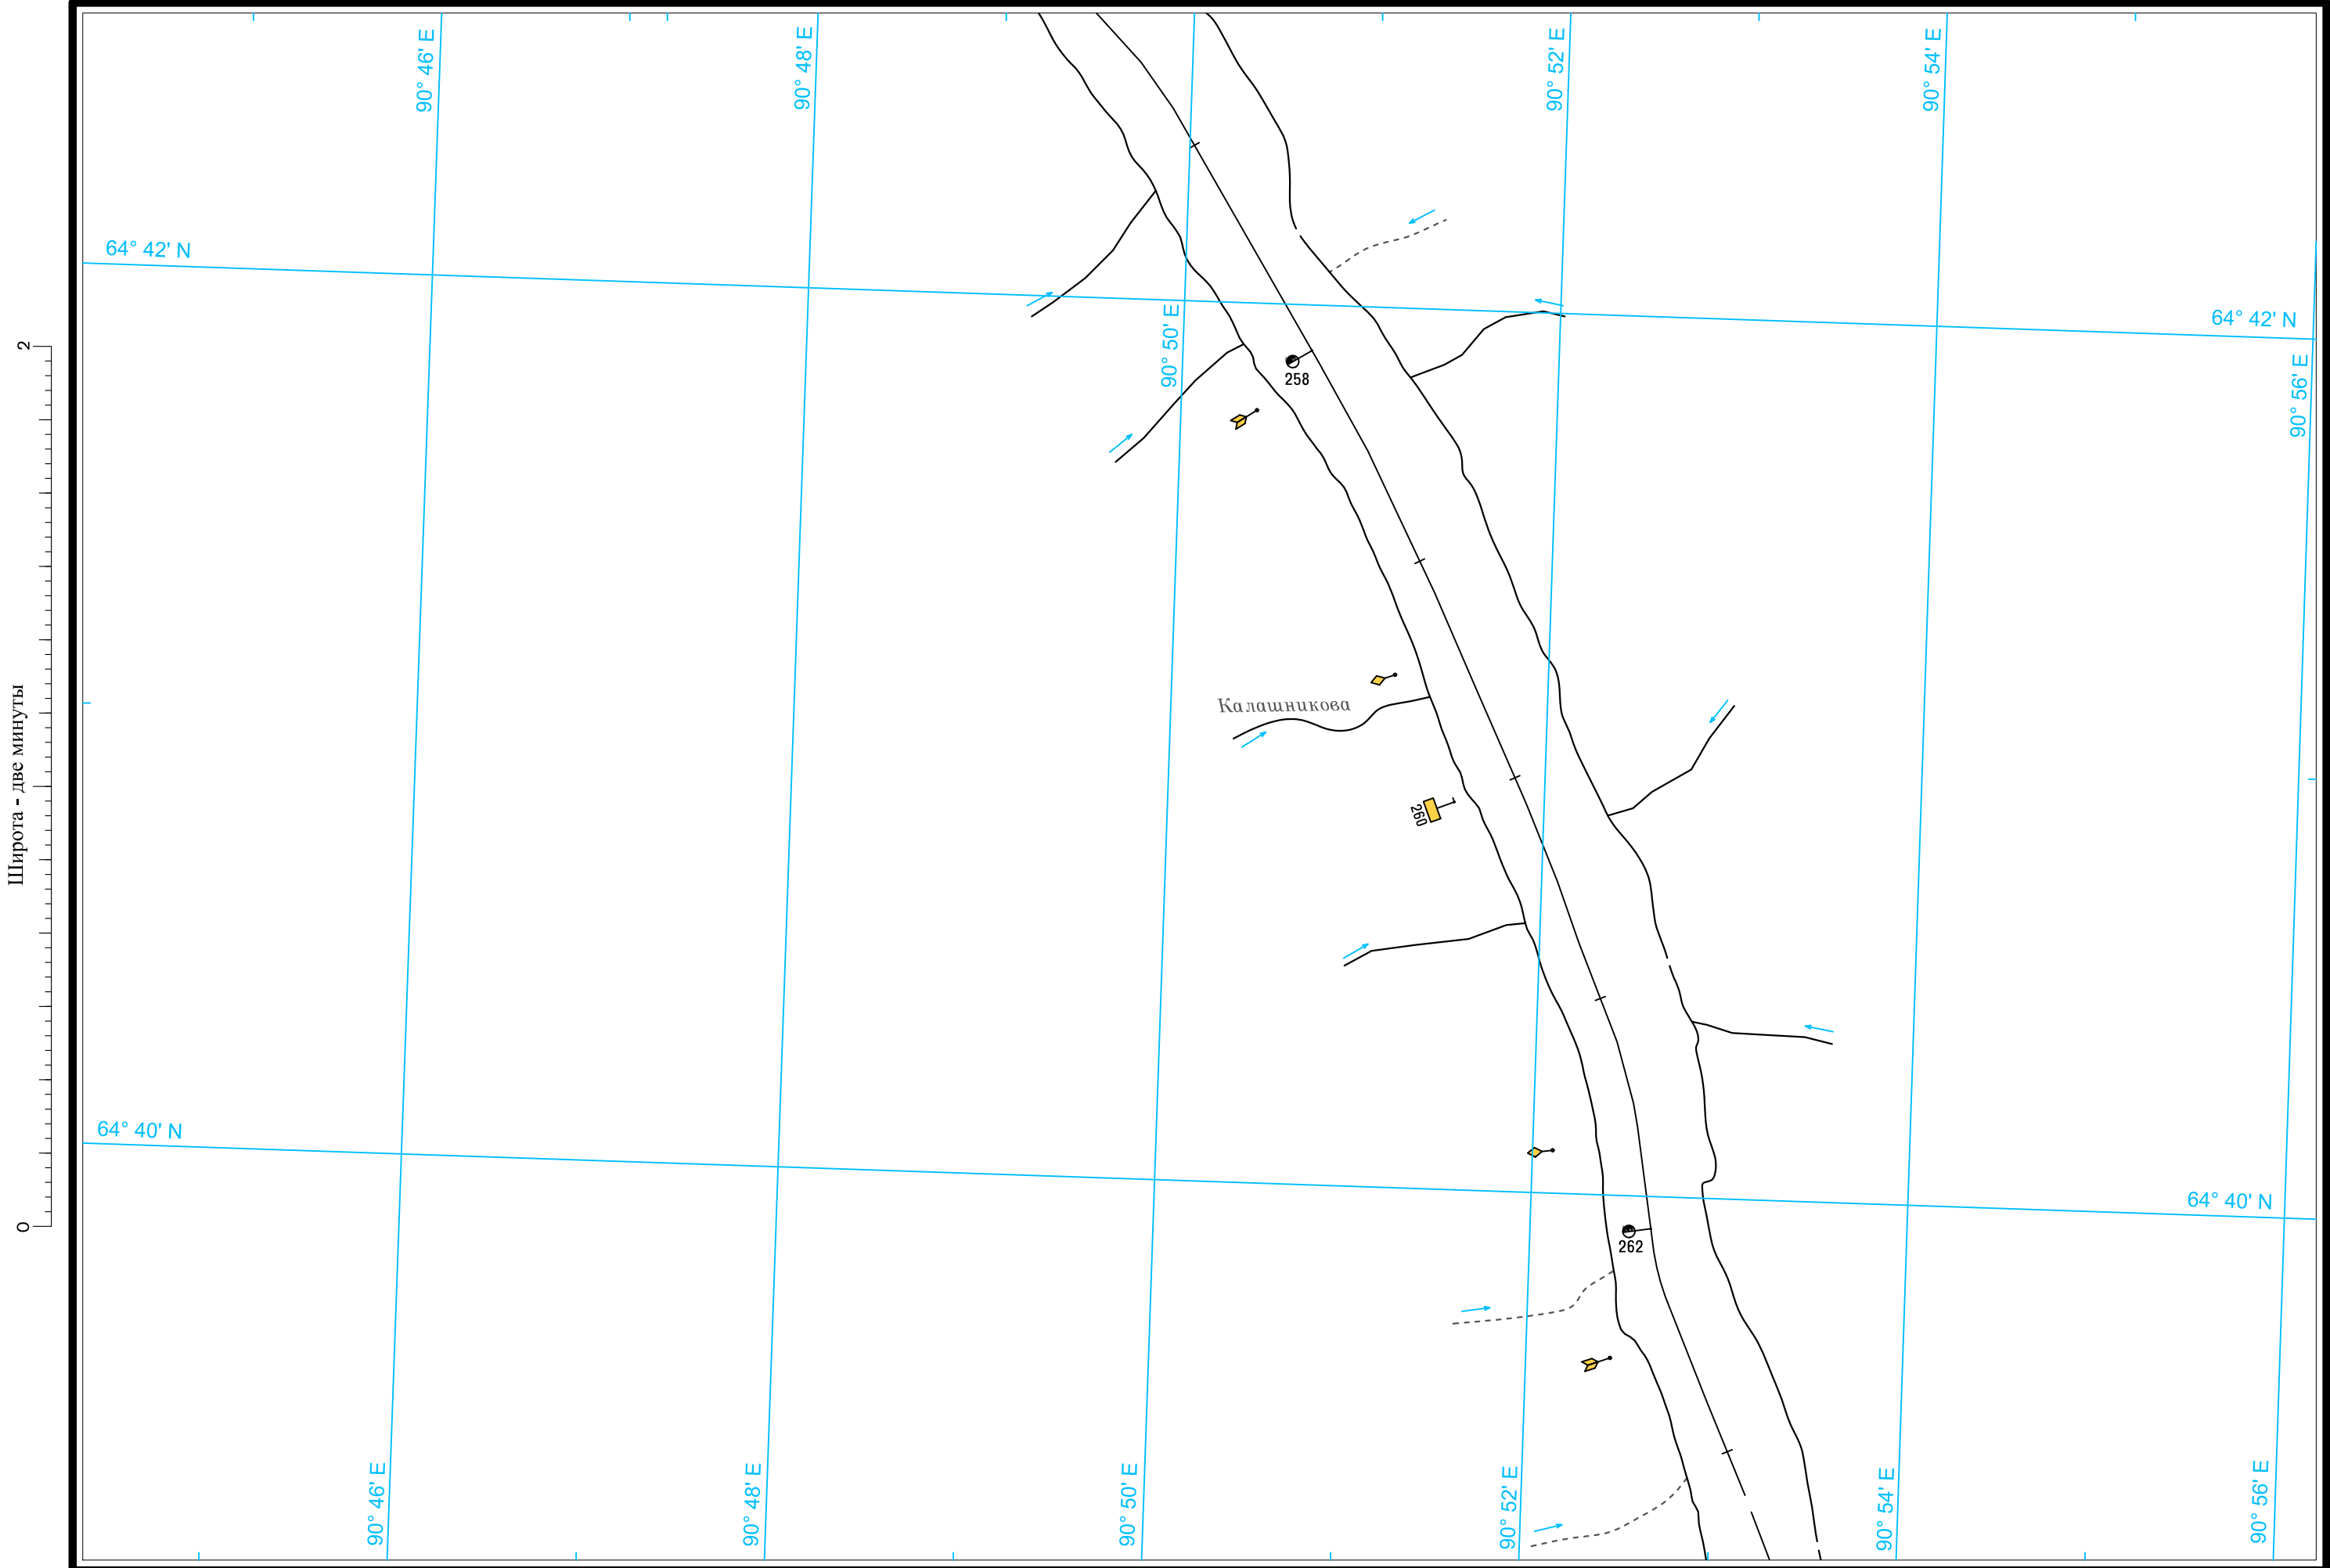 90° 46' E
90° 48' E
90° 52' E
90° 54' E
64° 42' N
64° 42' N
90° 50' E
90° 56' E
2
258
Широта - две минуты
Калашникова
260
64° 40' N
64° 40' N
0
262
90° 46' E
90° 48' E
90° 50' E
90° 52' E
90° 54' E
90° 56' E